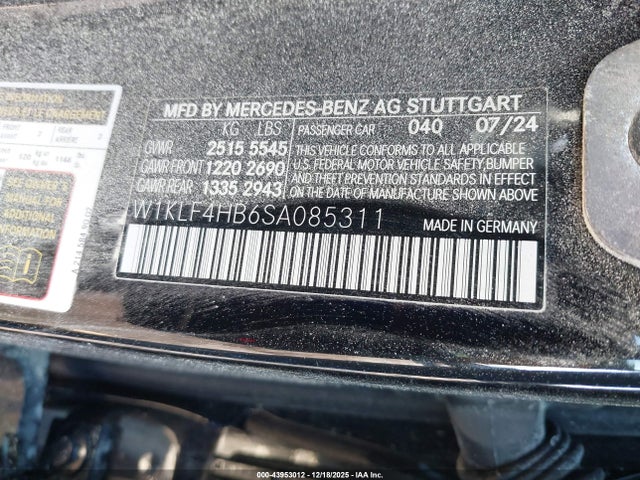 MFD BY MERCEDES-BENZ AG STUTTGART
KG LBS PASSENGER CAR 040 07/24
GVWR 2515 5545 THIS VEHICLE CONFORMS TO ALL APPLICABLE
GAWR FRONT 1220 2690 U.S. FEDERAL MOTOR VEHICLE SAFETY, BUMPER
GAWR REAR 1335 2943 AND THEFT PREVENTION STANDARDS IN EFFECT
ON THE DATE OF MANUFACTURE SHOWN ABOVE.
W1KLF4HB6SA085311 MADE IN GERMANY
000-43953012 | 12/18/2025 - IAAI.COM